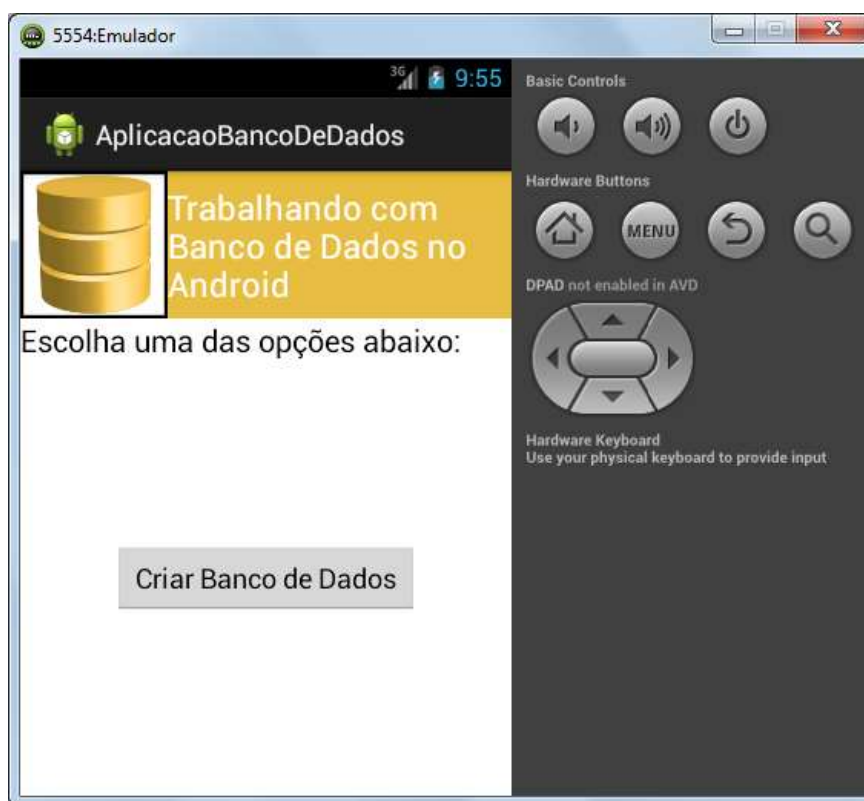 5554:Emulador
3G
9:55
AplicacaoBancoDeDados
Trabalhando com
Banco de Dados no
Android
Escolha uma das opções abaixo:
Criar Banco de Dados
Basic Controls
Hardware Buttons
MENU
DPAD not enabled in AVD
Hardware Keyboard
Use your physical keyboard to provide input